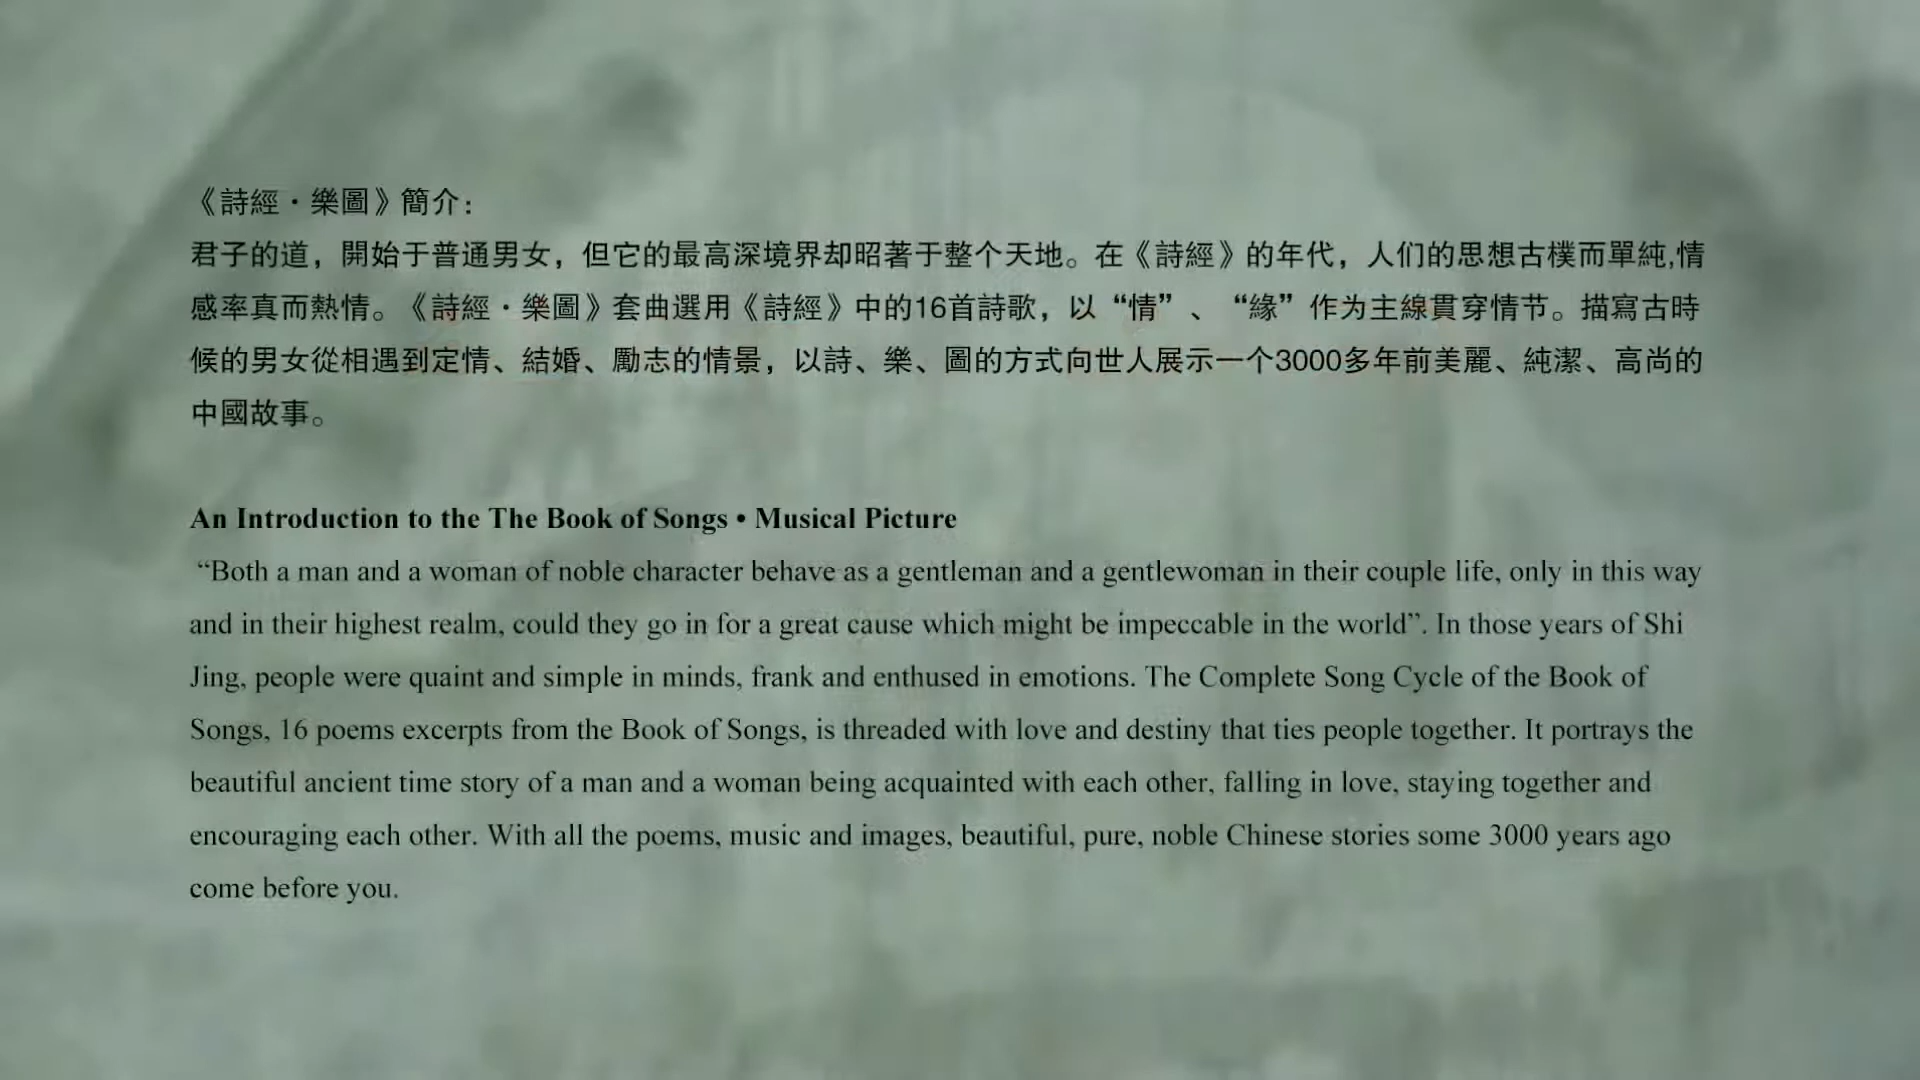 《詩經・樂圖》簡介：
君子的道，開始于普通男女，但它的最高深境界却昭著于整个天地。在《詩經》的年代，人们的思想古樸而單純,情
感率真而熱情。《詩經・樂圖》套曲選用《詩經》中的16首詩歌，以“情”、“緣”作为主線貫穿情节。描寫古時
候的男女從相遇到定情、結婚、勵志的情景，以詩、樂、圖的方式向世人展示一个3000多年前美麗、純潔、高尚的
中國故事。
An Introduction to the The Book of Songs • Musical Picture
“Both a man and a woman of noble character behave as a gentleman and a gentlewoman in their couple life, only in this way
and in their highest realm, could they go in for a great cause which might be impeccable in the world”. In those years of Shi
Jing, people were quaint and simple in minds, frank and enthused in emotions. The Complete Song Cycle of the Book of
Songs, 16 poems excerpts from the Book of Songs, is threaded with love and destiny that ties people together. It portrays the
beautiful ancient time story of a man and a woman being acquainted with each other, falling in love, staying together and
encouraging each other. With all the poems, music and images, beautiful, pure, noble Chinese stories some 3000 years ago
come before you.